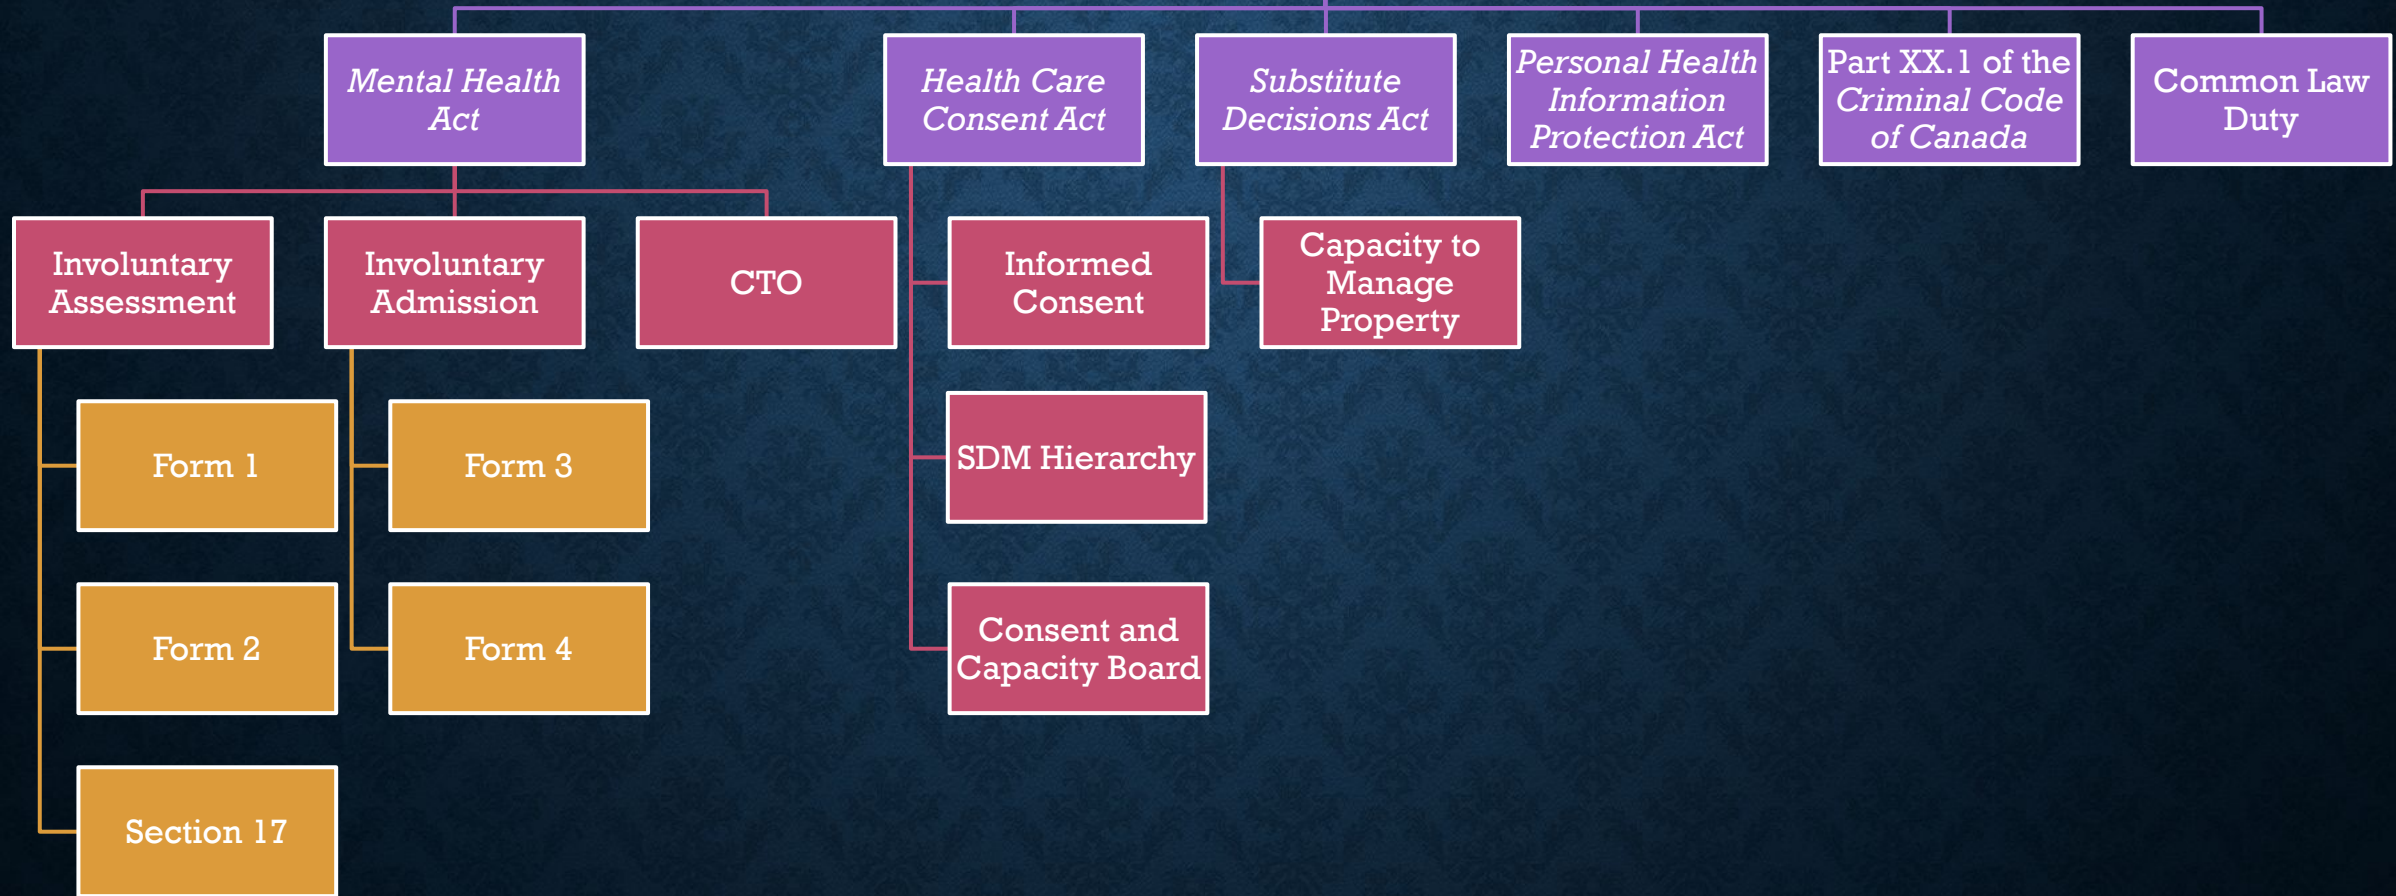 Mental Health
Act
Health Care
Consent Act
Substitute
Decisions Act
Personal Health
Information
Protection Act
Part XX.1 of the
Criminal Code
of Canada
Common Law
Duty
Involuntary
Assessment
Involuntary
Admission
CTO
Informed
Consent
Capacity to
Manage
Property
Form 1
Form 3
SDM Hierarchy
Form 2
Form 4
Consent and
Capacity Board
Section 17